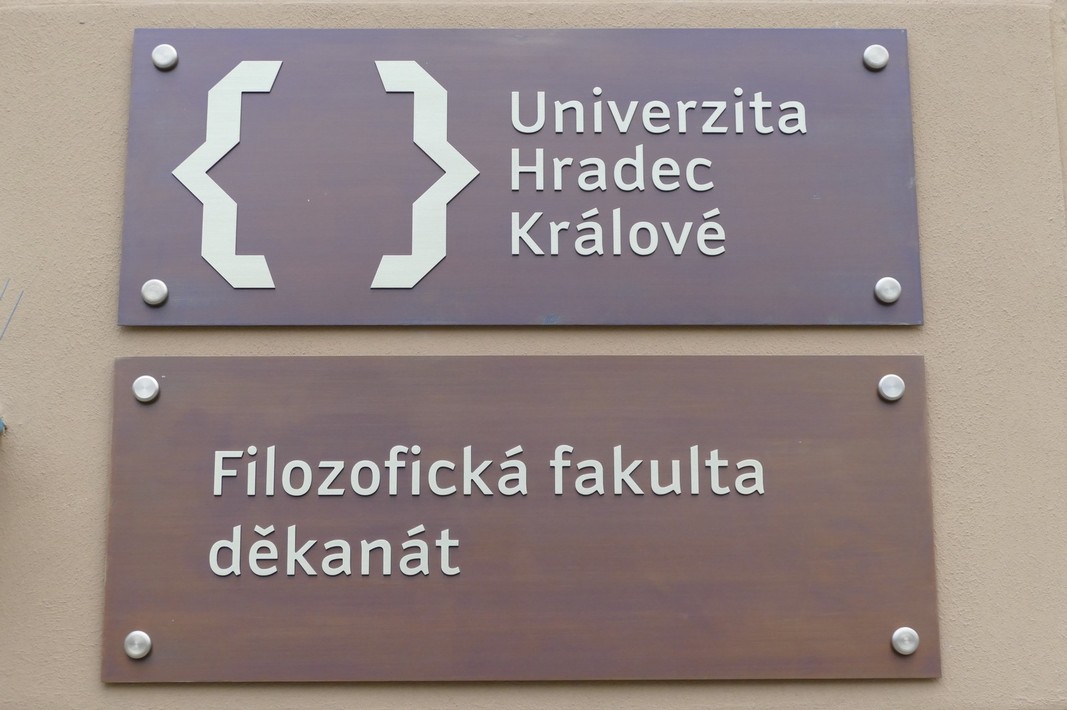 Univerzita
Hradec
Králové
Filozofická fakulta
děkanát